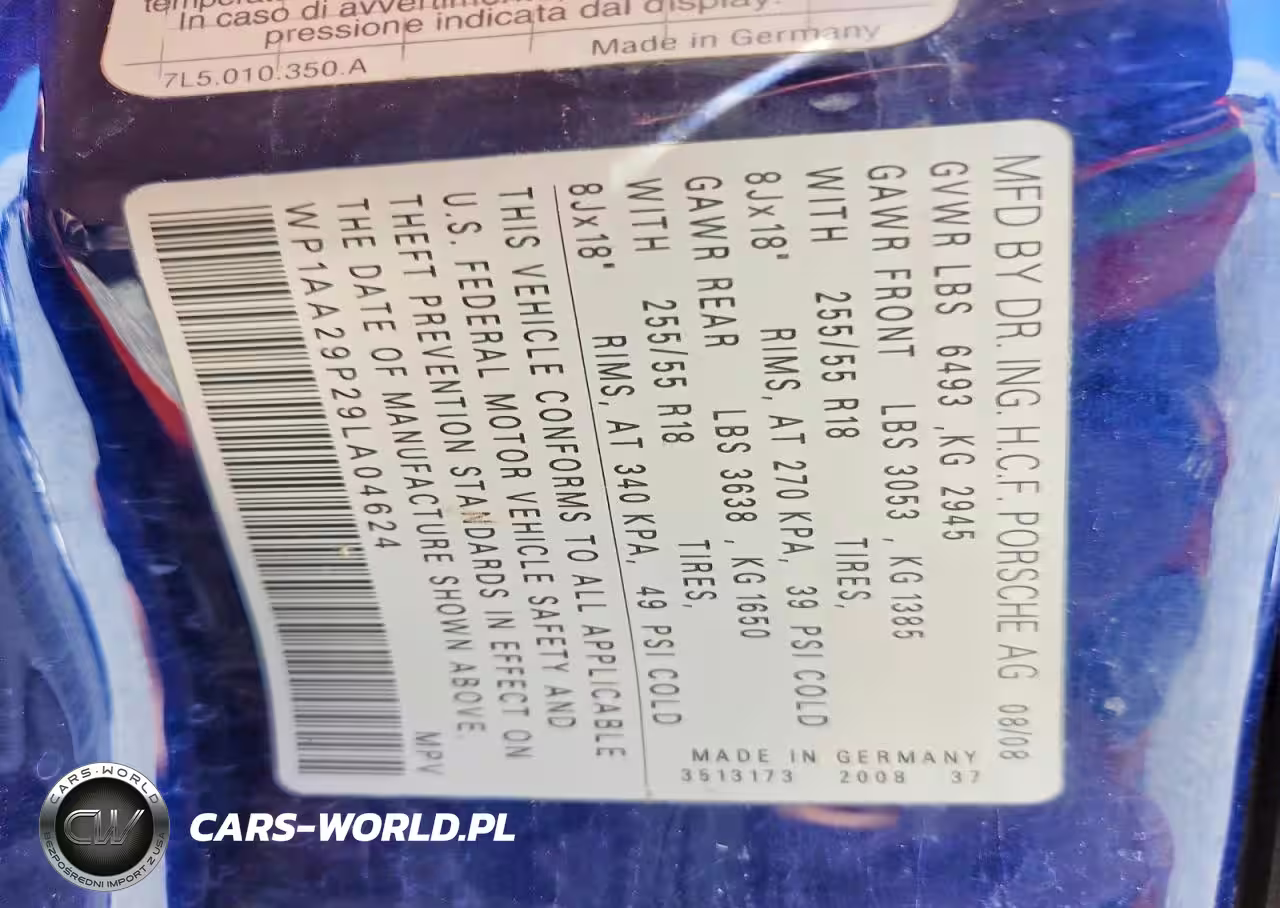 In caso di
pressione indicata dal display.
Made in Germany
7L5.010.350.A
MFD BY DR. ING. H.C.F. PORSCHE AG 08/08
GVWR LBS 6493 ,KG 2945
GAWR FRONT LBS 3053 , KG 1385
WITH 255/55 R18 TIRES,
8Jx18" RIMS, AT 270 KPA, 39 PSI COLD
GAWR REAR LBS 3638 , KG 1650
WITH 255/55 R18 TIRES,
8Jx18" RIMS, AT 340 KPA, 49 PSI COLD
THIS VEHICLE CONFORMS TO ALL APPLICABLE
U.S. FEDERAL MOTOR VEHICLE SAFETY AND
THEFT PREVENTION STANDARDS IN EFFECT ON
THE DATE OF MANUFACTURE SHOWN ABOVE.
WP1AA29P29LA04624 MPV
MADE IN GERMANY
3513173 2008 37
CARS-WORLD
CW
BEZPOŚREDNI IMPORT Z USA
CARS-WORLD.PL